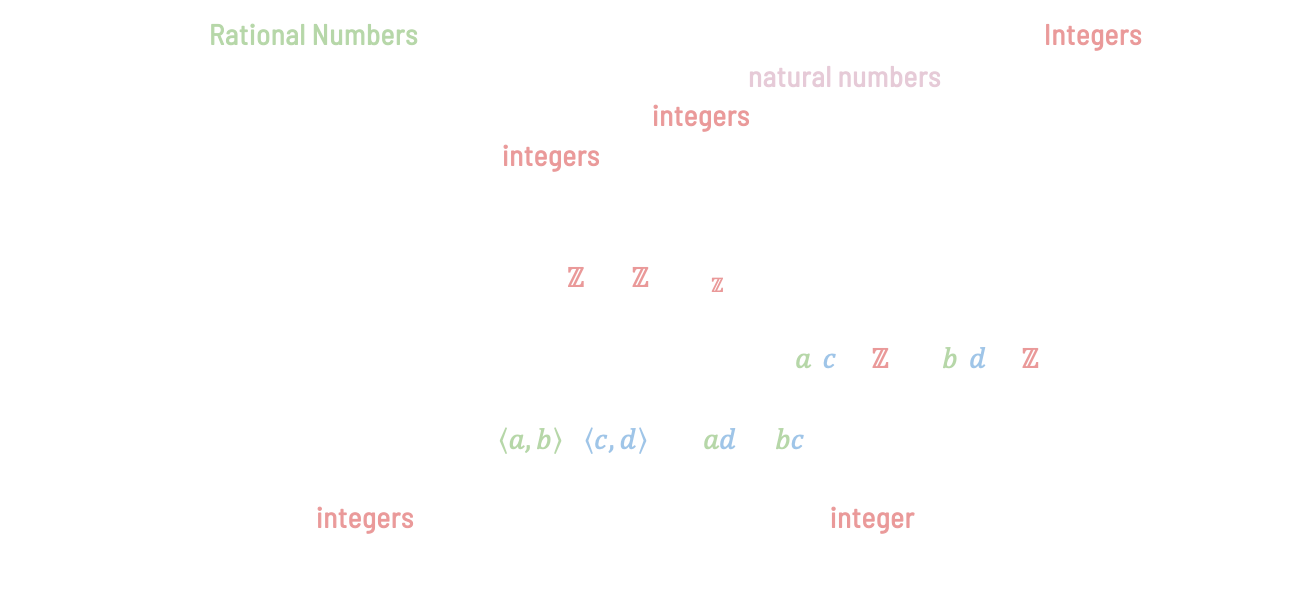 Rational Numbers Integers
natural numbers
integers
integers
ℤ ℤ ℤ
a c ℤ b d ℤ
⟨a, b⟩ ⟨c, d⟩ ad bc
integers integer